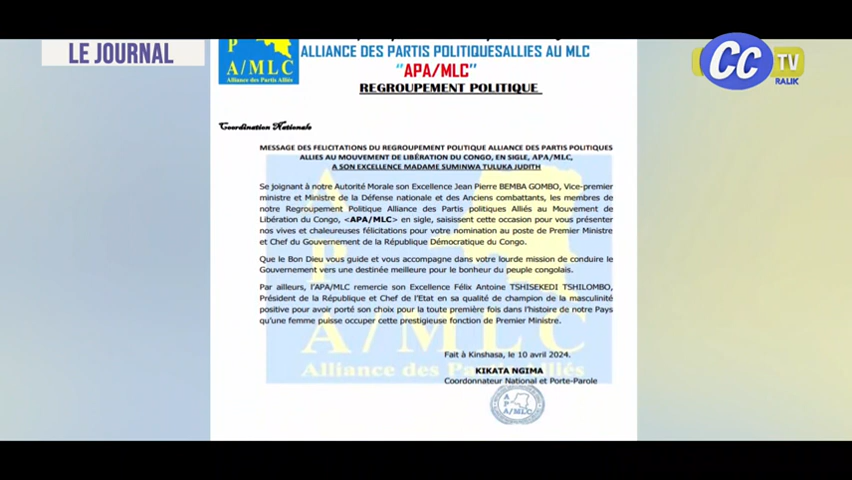 LE JOURNAL
CC TV
RALIK
A P
A/MLC
Alliance des Partis Alliés
ALLIANCE DES PARTIS POLITIQUESALLIES AU MLC
"APA/MLC"
REGROUPEMENT POLITIQUE
Coordination Nationale
MESSAGE DES FELICITATIONS DU REGROUPEMENT POLITIQUE ALLIANCE DES PARTIS POLITIQUES
ALLIES AU MOUVEMENT DE LIBÉRATION DU CONGO, EN SIGLE, APA/MLC,
A SON EXCELLENCE MADAME SUMINWA TULUKA JUDITH
Se joignant à notre Autorité Morale son Excellence Jean Pierre BEMBA GOMBO, Vice-premier
ministre et Ministre de la Défense nationale et des Anciens combattants, les membres de
notre Regroupement Politique Alliance des Partis politiques Alliés au Mouvement de
Libération du Congo, <APA/MLC> en sigle, saisissent cette occasion pour vous présenter
nos vives et chaleureuses félicitations pour votre nomination au poste de Premier Ministre
et Chef du Gouvernement de la République Démocratique du Congo.
Que le Bon Dieu vous guide et vous accompagne dans votre lourde mission de conduire le
Gouvernement vers une destinée meilleure pour le bonheur du peuple congolais.
Par ailleurs, l'APA/MLC remercie son Excellence Félix Antoine TSHISEKEDI TSHILOMBO,
Président de la République et Chef de l'Etat en sa qualité de champion de la masculinité
positive pour avoir porté son choix pour la toute première fois dans l'histoire de notre Pays
qu'une femme puisse occuper cette prestigieuse fonction de Premier Ministre.
A/MLC
Alliance des Partis Alliés
Fait à Kinshasa, le 10 avril 2024.
KIKATA NGIMA
Coordonnateur National et Porte-Parole
A/MLC